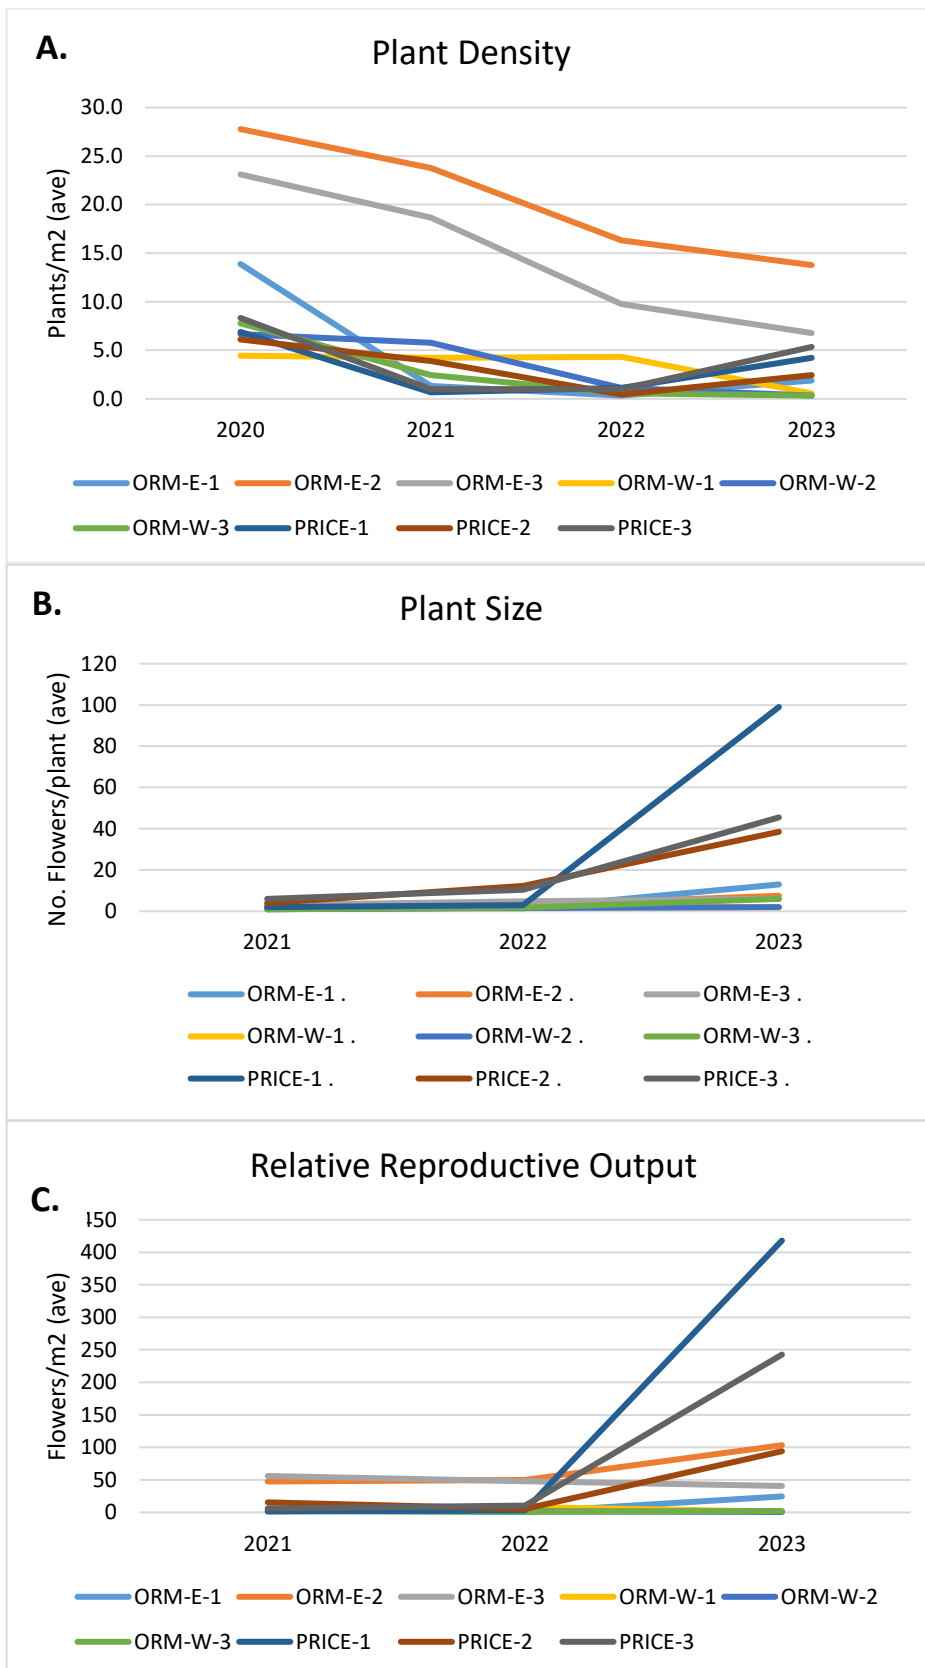 A.
Plant Density
Plants/m2 (ave)
30.0
25.0
20.0
15.0
10.0
5.0
0.0
2020 2021 2022 2023
ORM-E-1 ORM-E-2 ORM-E-3 ORM-W-1 ORM-W-2
ORM-W-3 PRICE-1 PRICE-2 PRICE-3
B.
Plant Size
No. Flowers/plant (ave)
120
100
80
60
40
20
0
2021 2022 2023
ORM-E-1 . ORM-E-2 . ORM-E-3 .
ORM-W-1 . ORM-W-2 . ORM-W-3 .
PRICE-1 . PRICE-2 . PRICE-3 .
Relative Reproductive Output
C.
Flowers/m2 (ave)
450
400
350
300
250
200
150
100
50
0
2021 2022 2023
ORM-E-1 ORM-E-2 ORM-E-3 ORM-W-1 ORM-W-2
ORM-W-3 PRICE-1 PRICE-2 PRICE-3